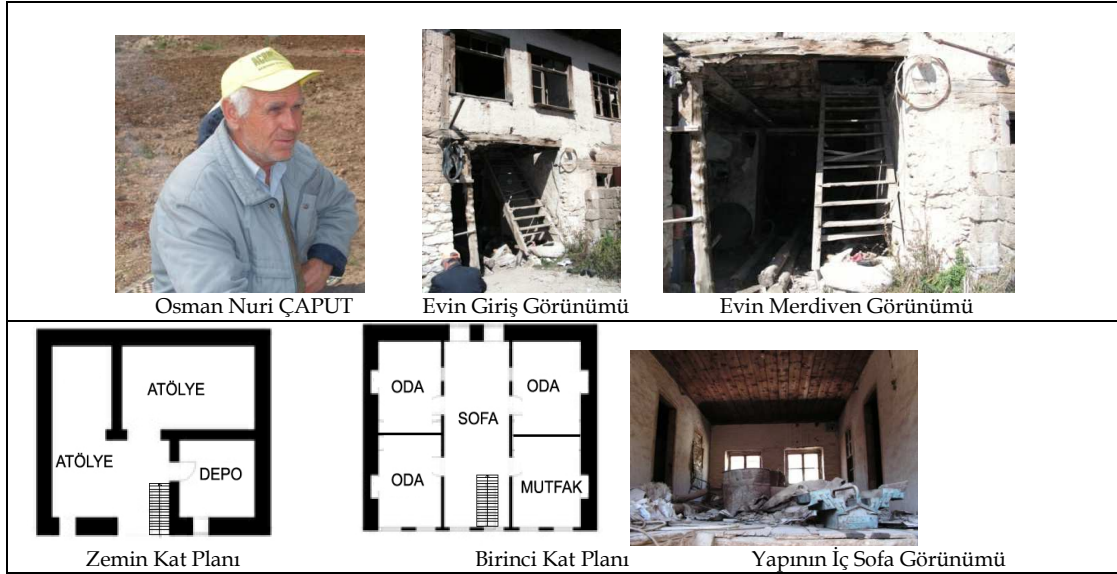 Osman Nuri ÇAPUT
Evin Giriş Görünümü
Evin Merdiven Görünümü
ATÖLYE
ATÖLYE
DEPO
ODA
ODA
SOFA
ODA
MUTFAK
Zemin Kat Planı
Birinci Kat Planı
Yapının İç Sofa Görünümü